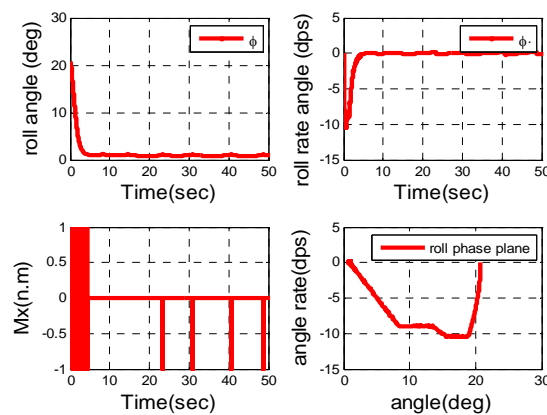 30
20
10
0
0 10 20 30 40 50
roll angle (deg)
Time(sec)
ϕ
5
0
-5
-10
-15
0 10 20 30 40 50
roll rate angle (dps)
Time(sec)
ϕ·
1
0.5
0
-0.5
-1
0 10 20 30 40 50
Mx(n.m)
Time(sec)
5
0
-5
-10
-15
0 10 20 30
angle rate(dps)
angle(deg)
roll phase plane